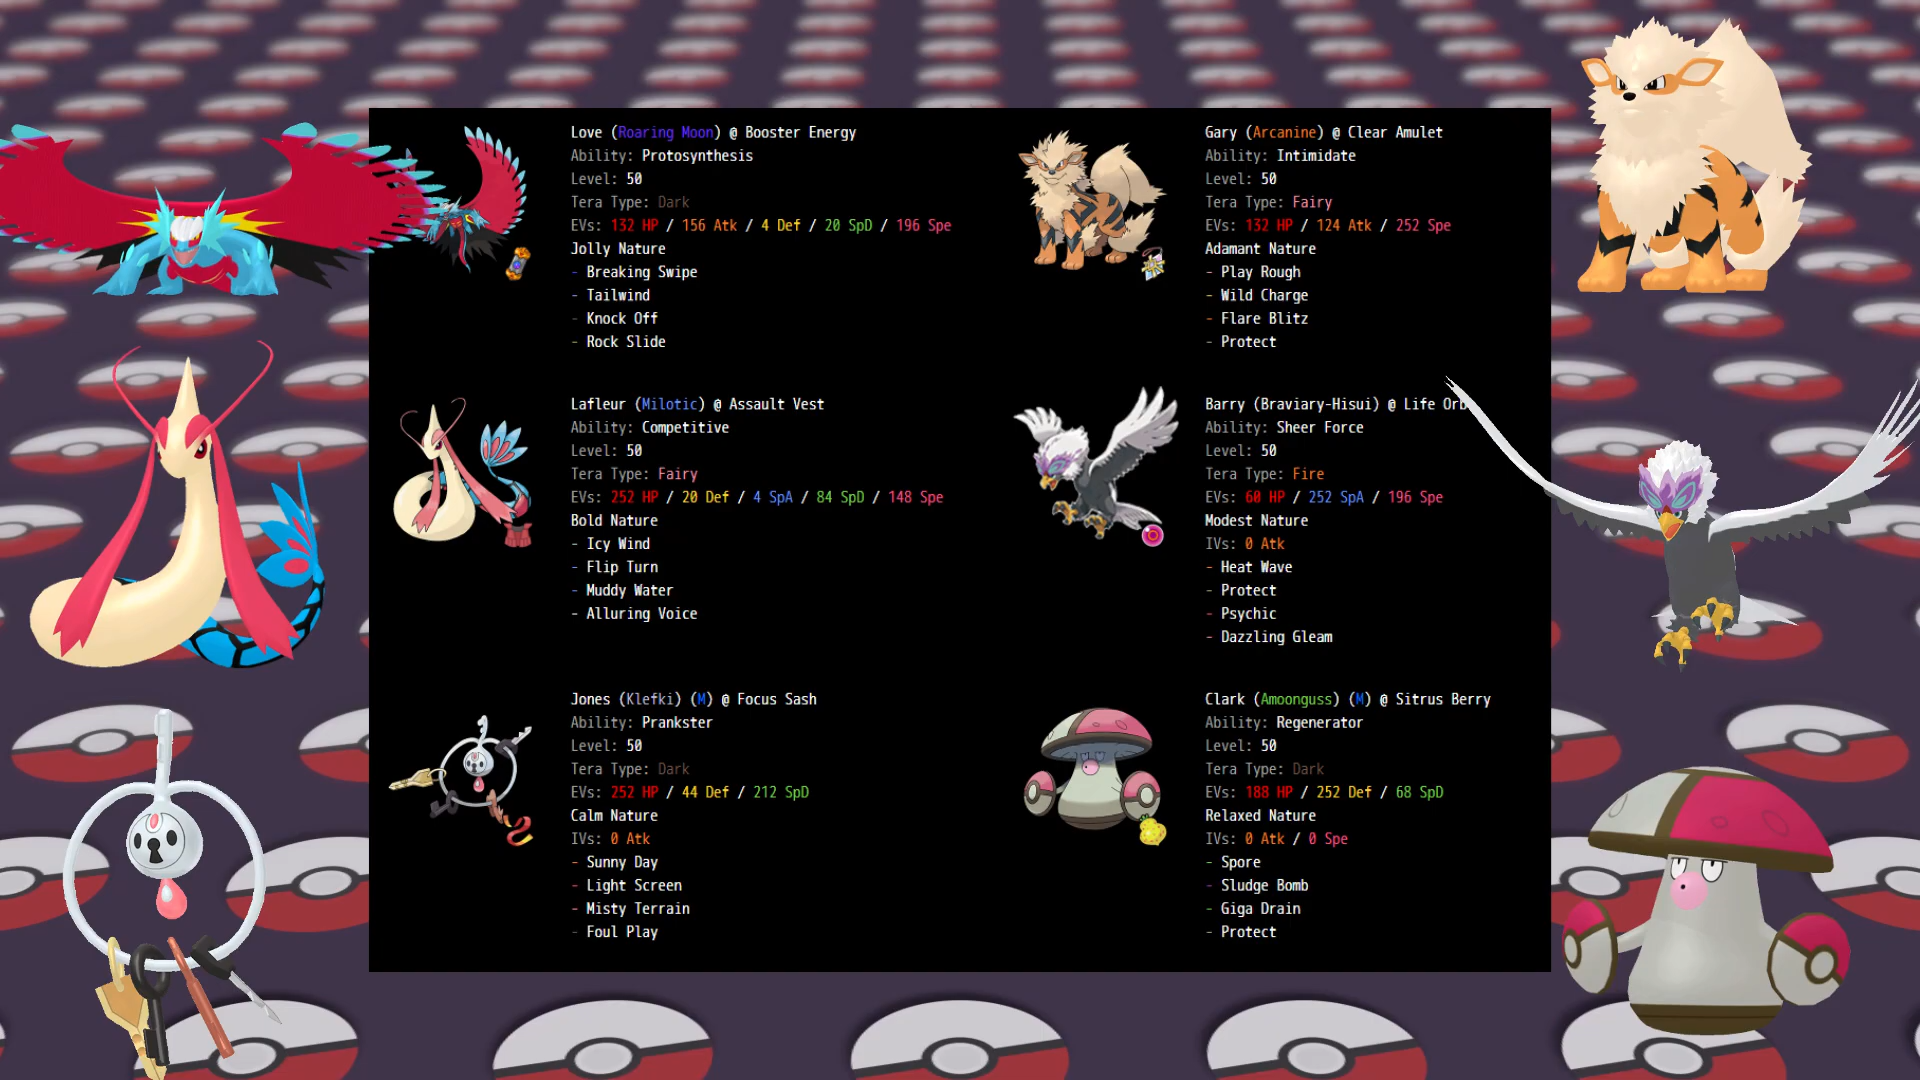 Love (Roaring Moon) @ Booster Energy
Ability: Protosynthesis
Level: 50
Tera Type: Dark
EVs: 132 HP / 156 Atk / 4 Def / 20 SpD / 196 Spe
Jolly Nature
- Breaking Swipe
- Tailwind
- Knock Off
- Rock Slide
Gary (Arcanine) @ Clear Amulet
Ability: Intimidate
Level: 50
Tera Type: Fairy
EVs: 132 HP / 124 Atk / 252 Spe
Adamant Nature
- Play Rough
- Wild Charge
- Flare Blitz
- Protect
Lafleur (Milotic) @ Assault Vest
Ability: Competitive
Level: 50
Tera Type: Fairy
EVs: 252 HP / 20 Def / 4 SpA / 84 SpD / 148 Spe
Bold Nature
- Icy Wind
- Flip Turn
- Muddy Water
- Alluring Voice
Barry (Braviary-Hisui) @ Life Orb
Ability: Sheer Force
Level: 50
Tera Type: Fire
EVs: 60 HP / 252 SpA / 196 Spe
Modest Nature
IVs: 0 Atk
- Heat Wave
- Protect
- Psychic
- Dazzling Gleam
Jones (Klefki) (M) @ Focus Sash
Ability: Prankster
Level: 50
Tera Type: Dark
EVs: 252 HP / 44 Def / 212 SpD
Calm Nature
IVs: 0 Atk
- Sunny Day
- Light Screen
- Misty Terrain
- Foul Play
Clark (Amoonguss) (M) @ Sitrus Berry
Ability: Regenerator
Level: 50
Tera Type: Dark
EVs: 188 HP / 252 Def / 68 SpD
Relaxed Nature
IVs: 0 Atk / 0 Spe
- Spore
- Sludge Bomb
- Giga Drain
- Protect